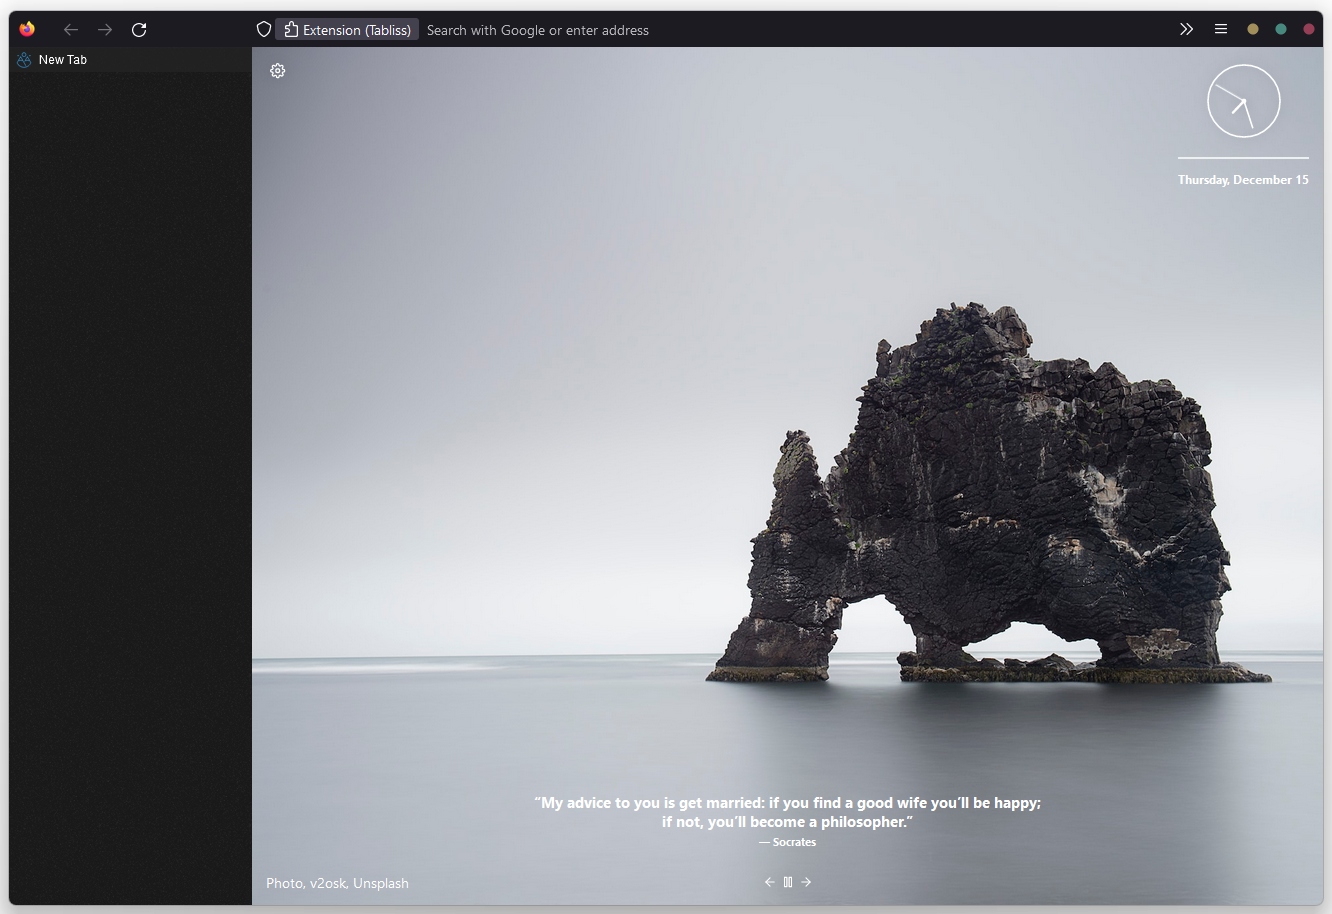 Extension (Tabliss)
Search with Google or enter address
New Tab
Thursday, December 15
“My advice to you is get married: if you find a good wife you’ll be happy;
if not, you’ll become a philosopher.”
— Socrates
Photo, v2osk, Unsplash